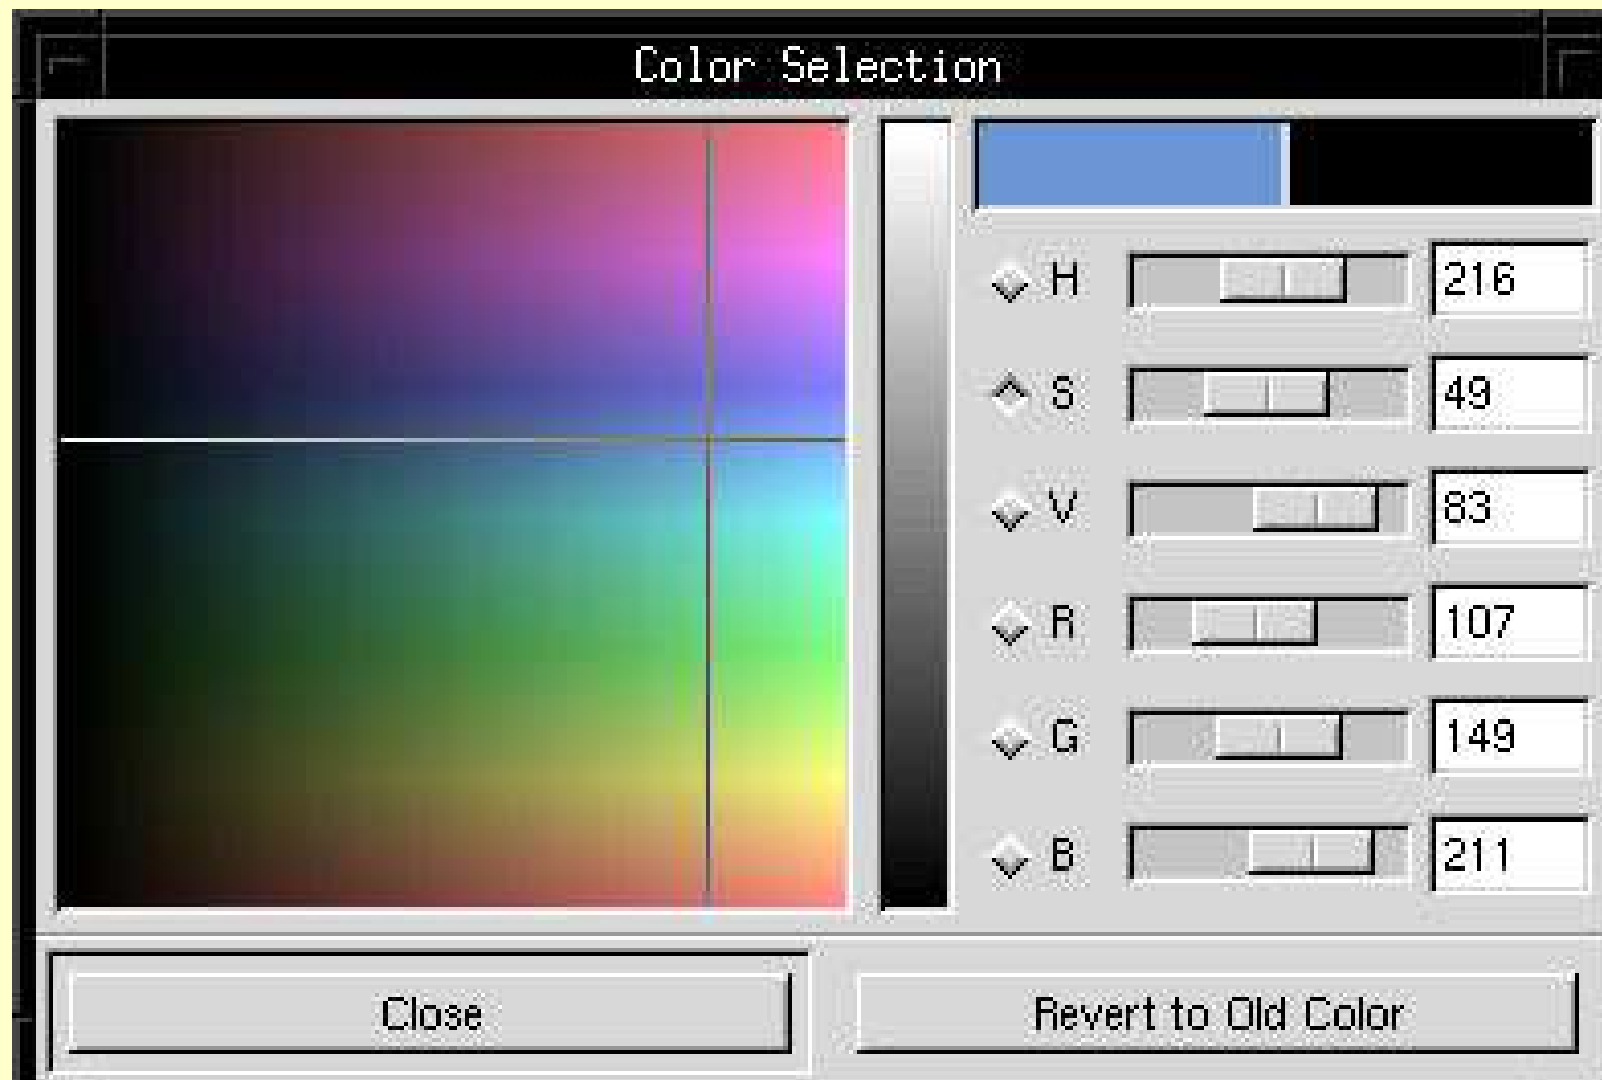 Color Selection
H 216
S 49
V 83
R 107
G 149
B 211
Close Revert to Old Color